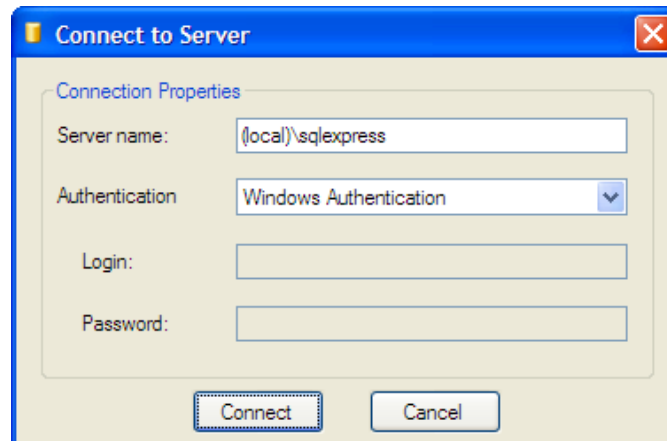 Connect to Server
Connection Properties
Server name: (local)\sqlexpress
Authentication Windows Authentication
Login:
Password:
Connect Cancel